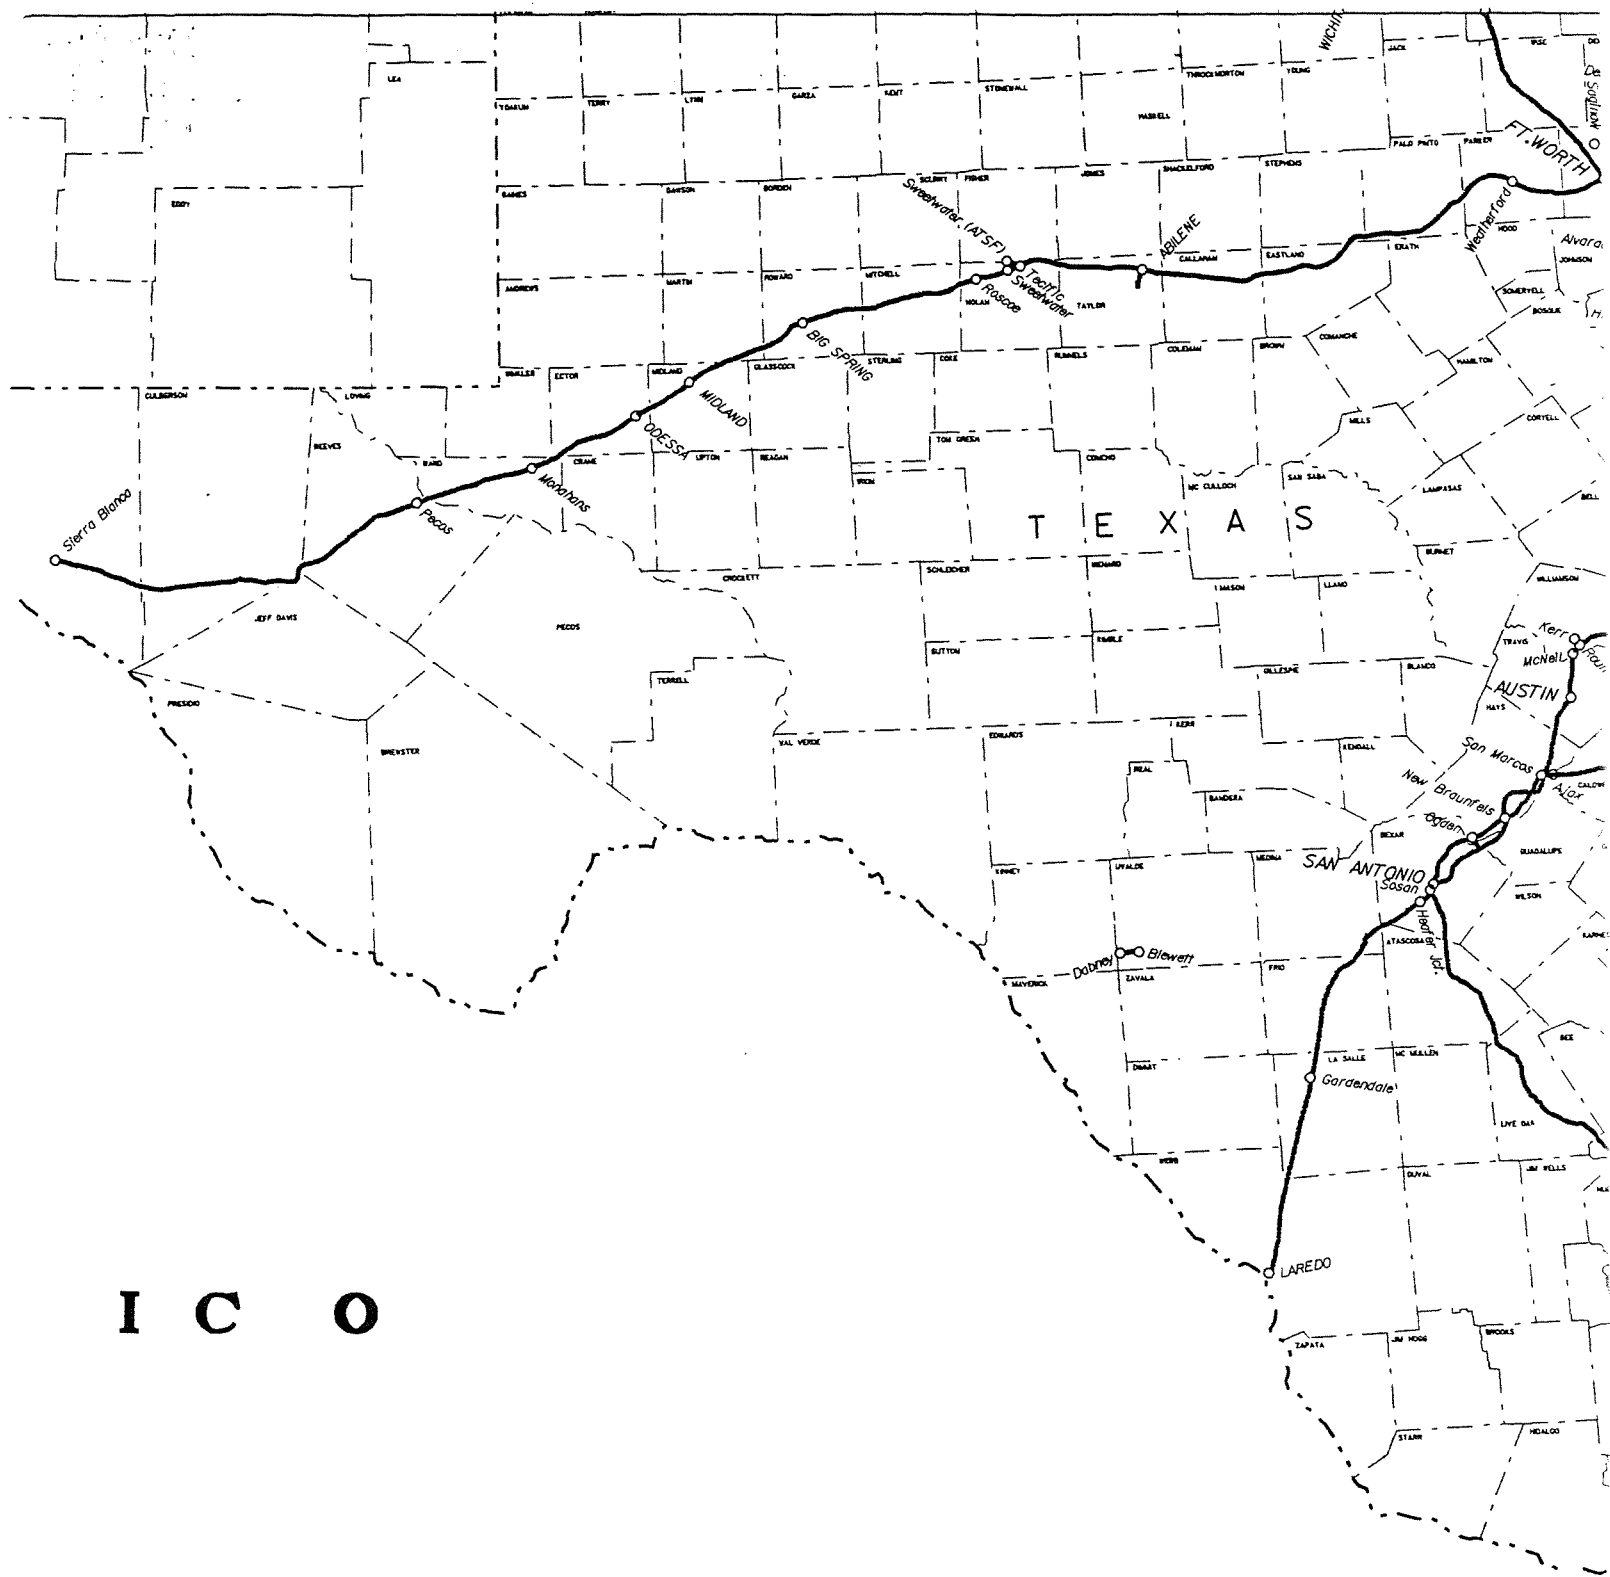 WICHIT
JACK
WISE
LEA
THROCKMORTON
YOUNG
YOAKUM
TERRY
LYNN
GARZA
KENT
STONEWALL
HASKELL
Saginaw
FT. WORTH
PALO PINTO
PARKER
GAINES
DAWSON
BORDEN
SCURRY
FISHER
JONES
SHACKELFORD
STEPHENS
EDDY
Sweetwater (ATSF)
Weatherford
HOOD
ABILENE
CALLAHAN
EASTLAND
ERATH
Alvara
JOHNSON
ANDREWS
MARTIN
HOWARD
MITCHELL
Tecific
Sweetwater
Roscoe
NOLAN
TAYLOR
SOMERVELL
BOSQUE
BIG SPRING
STERLING
COKE
RUNNELS
COLEMAN
BROWN
COMANCHE
HAMILTON
WINKLER
ECTOR
MIDLAND
GLASSCOCK
CULBERSON
LOVING
MIDLAND
ODESSA
MILLS
CORYELL
REEVES
WARD
CRANE
UPTON
REAGAN
TOM GREEN
IRION
CONCHO
MC CULLOCH
SAN SABA
LAMPASAS
BELL
Monahans
Pecos
Sierra Blanca
TEXAS
BURNET
CROCKETT
SCHLEICHER
MENARD
MASON
LLANO
WILLIAMSON
JEFF DAVIS
PECOS
SUTTON
KIMBLE
TRAVIS
Kerr
McNeil
TERRELL
GILLESPIE
BLANCO
AUSTIN
HAYS
PRESIDIO
BREWSTER
VAL VERDE
EDWARDS
KERR
KENDALL
San Marcos
REAL
BANDERA
New Braunfels
Ajax
CALDWE
Ogden
BEXAR
GUADALUPE
KINNEY
UVALDE
MEDINA
SAN ANTONIO
Sosan
WILSON
Heafer Jct.
ATASCOSA
KARNES
Dabney
Blewett
MAVERICK
ZAVALA
FRIO
BEE
DIMMIT
LA SALLE
MC MULLEN
Gardendale
LIVE OAK
WEBB
DUVAL
JIM WELLS
NUE
LAREDO
I C O
ZAPATA
JIM HOGG
BROOKS
STARR
HIDALGO